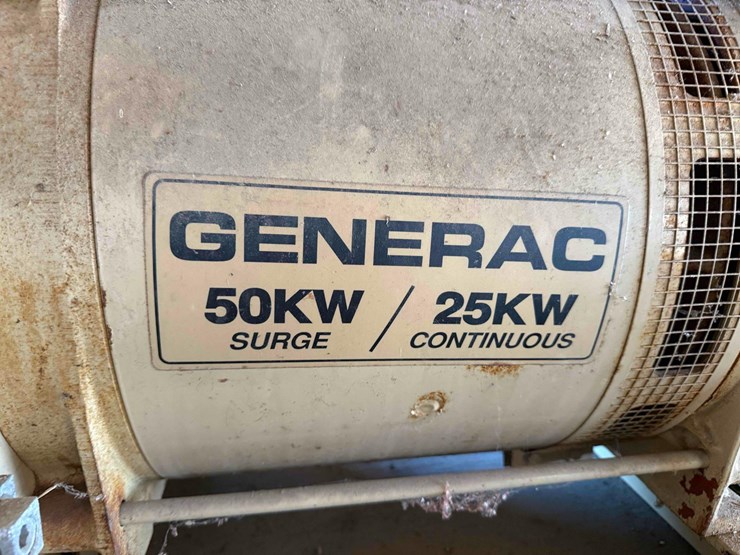 GENERAC
50KW / 25KW
SURGE CONTINUOUS